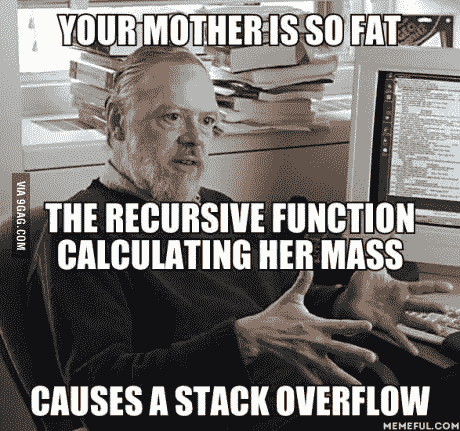 YOUR MOTHER IS SO FAT
VIA 9GAG.COM
THE RECURSIVE FUNCTION
CALCULATING HER MASS
CAUSES A STACK OVERFLOW
MEMEFUL.COM